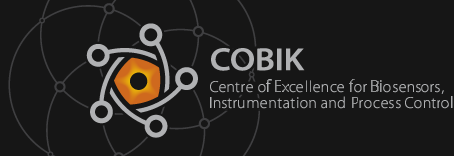 COBIK
Centre of Excellence for Biosensors,
Instrumentation and Process Control